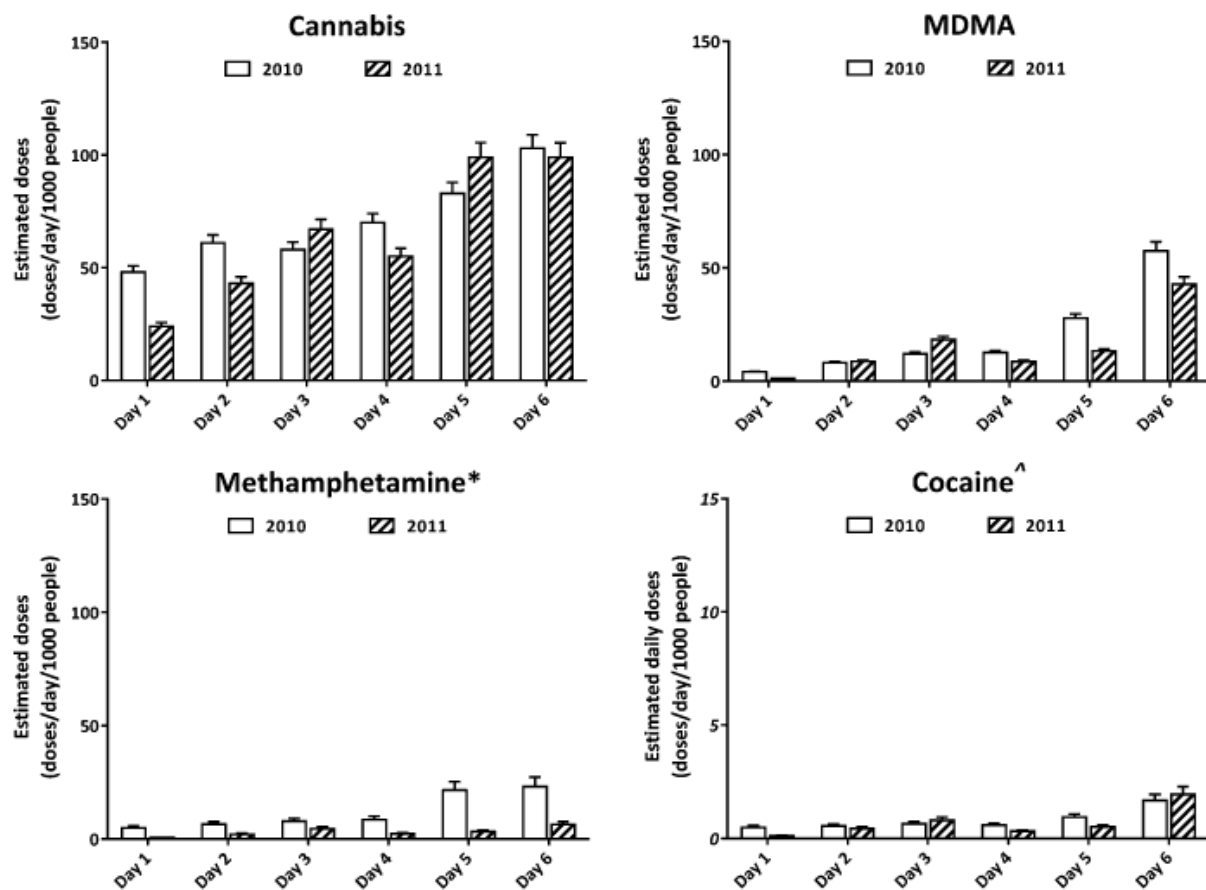 Cannabis
2010 2011
Estimated doses
(doses/day/1000 people)
150
100
50
0
Day 1 Day 2 Day 3 Day 4 Day 5 Day 6
MDMA
2010 2011
Estimated doses
(doses/day/1000 people)
150
100
50
0
Day 1 Day 2 Day 3 Day 4 Day 5 Day 6
Methamphetamine*
2010 2011
Estimated doses
(doses/day/1000 people)
150
100
50
0
Day 1 Day 2 Day 3 Day 4 Day 5 Day 6
Cocaine^
2010 2011
Estimated daily doses
(doses/day/1000 people)
15
10
5
0
Day 1 Day 2 Day 3 Day 4 Day 5 Day 6